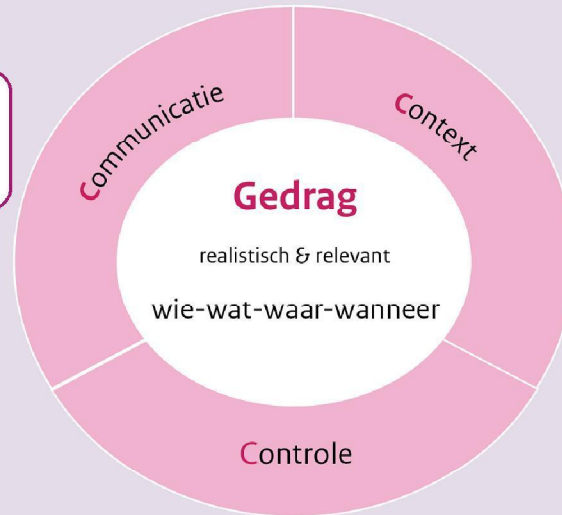 Communicatie
Context
Gedrag
realistisch & relevant
wie-wat-waar-wanneer
Controle